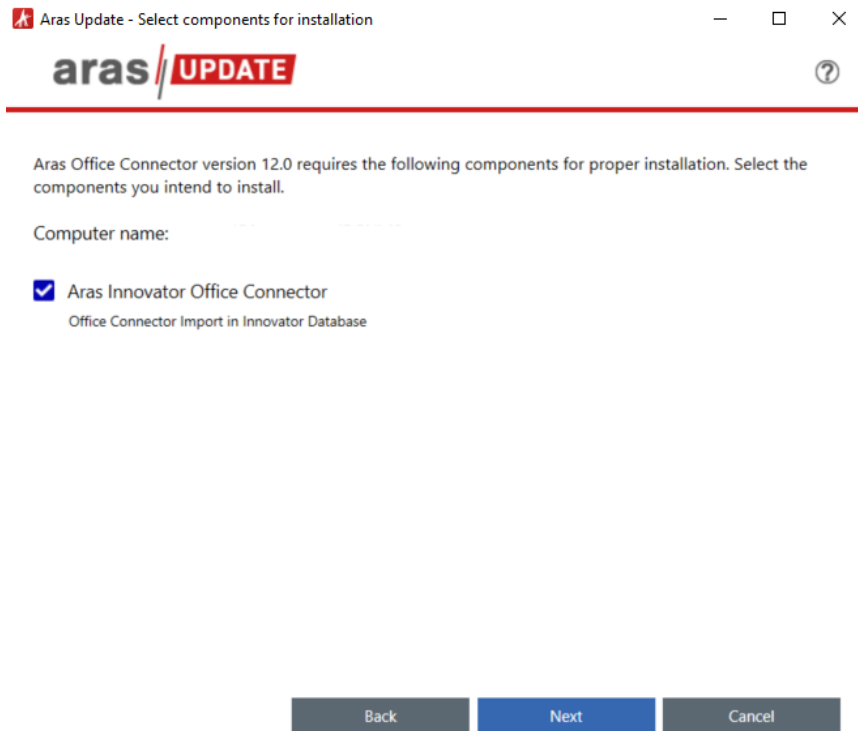 Aras Update - Select components for installation
aras UPDATE
?
Aras Office Connector version 12.0 requires the following components for proper installation. Select the
components you intend to install.
Computer name:
Aras Innovator Office Connector
Office Connector Import in Innovator Database
Back
Next
Cancel